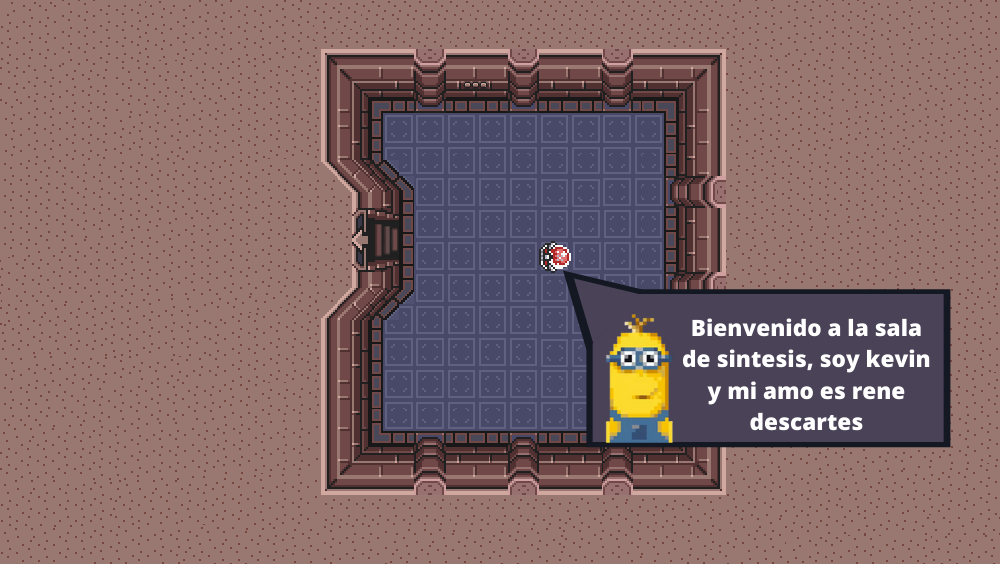 Bienvenido a la sala
de sintesis, soy kevin
y mi amo es rene
descartes